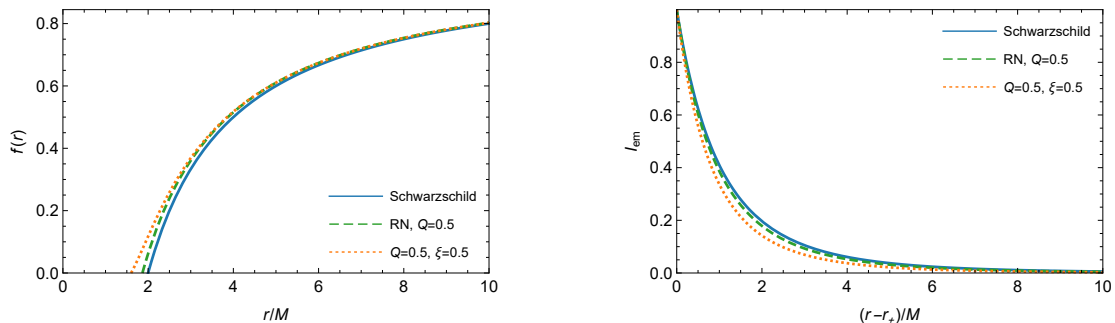 f(r)
0.8
0.6
0.4
0.2
0.0
0 2 4 6 8 10
r/M
Schwarzschild
RN, Q=0.5
Q=0.5, ξ=0.5
I_em
1.0
0.8
0.6
0.4
0.2
0.0
0 2 4 6 8 10
(r-r₊)/M
Schwarzschild
RN, Q=0.5
Q=0.5, ξ=0.5